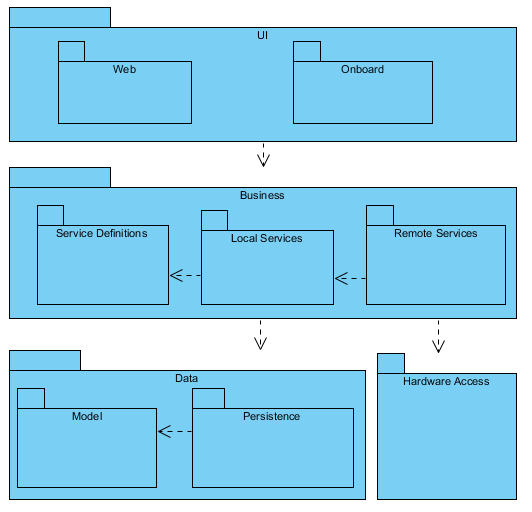 UI
Web
Onboard
Business
Service Definitions
Local Services
Remote Services
Data
Hardware Access
Model
Persistence